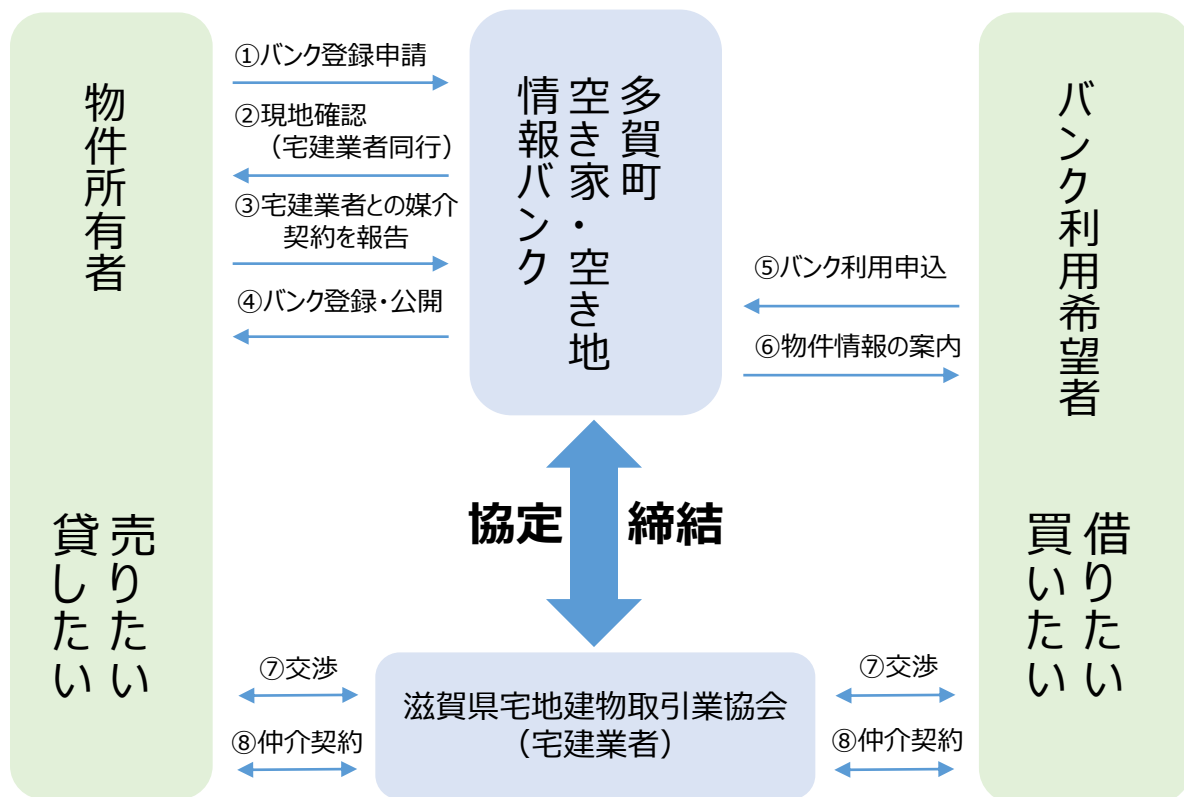 物件所有者
売りたい
貸したい
①バンク登録申請
②現地確認
（宅建業者同行）
③宅建業者との媒介
契約を報告
④バンク登録・公開
多賀町
空き家・空き地
情報バンク
⑤バンク利用申込
⑥物件情報の案内
バンク利用希望者
借りたい
買いたい
協定 締結
⑦交渉
⑧仲介契約
滋賀県宅地建物取引業協会
（宅建業者）
⑦交渉
⑧仲介契約